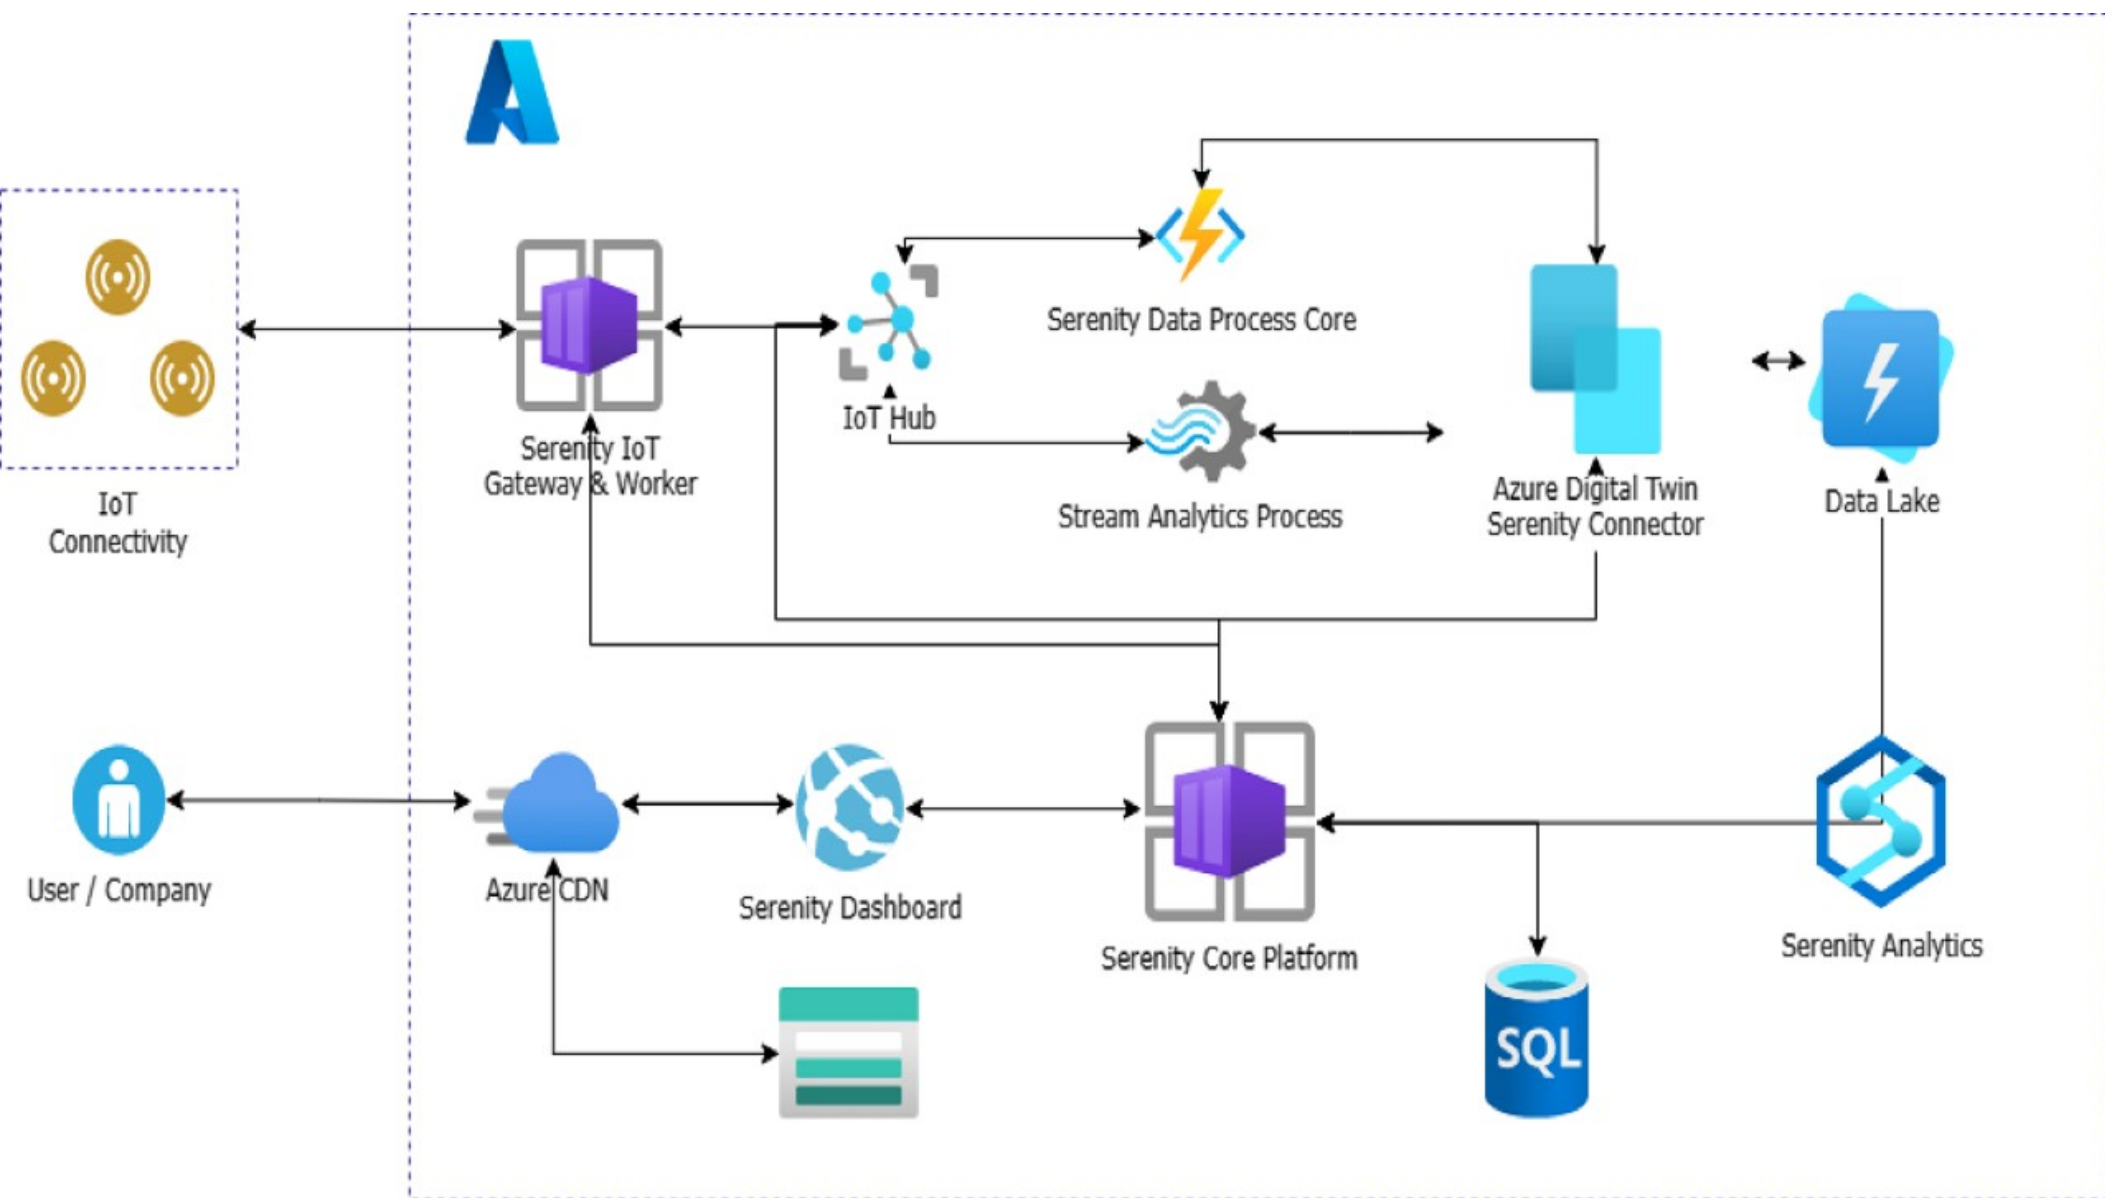 Serenity Data Process Core
IoT Hub
Serenity IoT
Gateway & Worker
Azure Digital Twin
Serenity Connector
Data Lake
IoT
Connectivity
Stream Analytics Process
User / Company
Azure CDN
Serenity Dashboard
Serenity Core Platform
Serenity Analytics
SQL